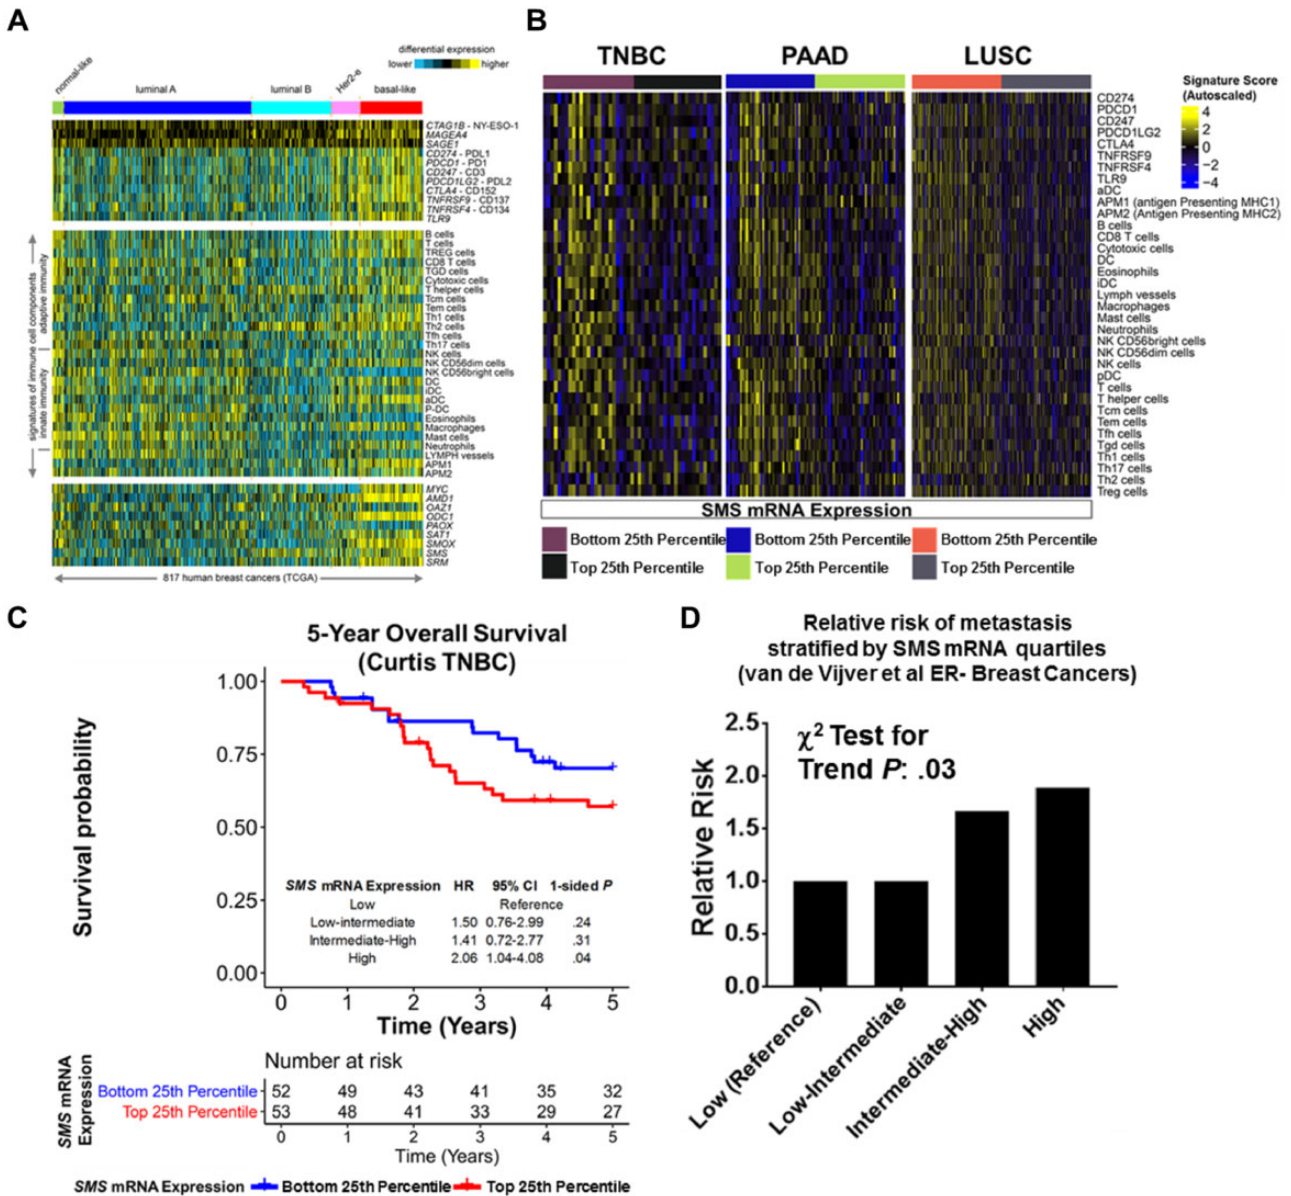 A
differential expression
lower
higher
normal-like
luminal A
luminal B
Her2-e
basal-like
CTAG1B - NY-ESO-1
MAGEA4
SAGE1
CD274 - PDL1
PDCD1 - PD1
CD247 - CD3
PDCD1LG2 - PDL2
CTLA4 - CD152
TNFRSF9 - CD137
TNFRSF4 - CD134
TLR9
signatures of immune cell components
adaptive immunity
innate immunity
B cells
T cells
TREG cells
CD8 T cells
TGD cells
Cytotoxic cells
T helper cells
Tcm cells
Tem cells
Th1 cells
Th2 cells
Tfh cells
Th17 cells
NK cells
NK CD56dim cells
NK CD56bright cells
DC
iDC
aDC
P-DC
Eosinophils
Macrophages
Mast cells
Neutrophils
LYMPH vessels
APM1
APM2
MYC
AMD1
OAZ1
ODC1
PAOX
SAT1
SMOX
SMS
SRM
817 human breast cancers (TCGA)
B
TNBC
PAAD
LUSC
CD274
PDCD1
CD247
PDCD1LG2
CTLA4
TNFRSF9
TNFRSF4
TLR9
aDC
APM1 (antigen Presenting MHC1)
APM2 (Antigen Presenting MHC2)
B cells
CD8 T cells
Cytotoxic cells
DC
Eosinophils
iDC
Lymph vessels
Macrophages
Mast cells
Neutrophils
NK CD56bright cells
NK CD56dim cells
NK cells
pDC
T cells
T helper cells
Tcm cells
Tem cells
Tfh cells
Tgd cells
Th1 cells
Th17 cells
Th2 cells
Treg cells
Signature Score
(Autoscaled)
4
2
0
−2
−4
SMS mRNA Expression
Bottom 25th Percentile
Bottom 25th Percentile
Bottom 25th Percentile
Top 25th Percentile
Top 25th Percentile
Top 25th Percentile
C
5-Year Overall Survival
(Curtis TNBC)
Survival probability
1.00
0.75
0.50
0.25
0.00
SMS mRNA Expression HR 95% CI 1-sided P
Low Reference
Low-intermediate 1.50 0.76-2.99 .24
Intermediate-High 1.41 0.72-2.77 .31
High 2.06 1.04-4.08 .04
0 1 2 3 4 5
Time (Years)
Number at risk
SMS mRNA
Expression
Bottom 25th Percentile 52 49 43 41 35 32
Top 25th Percentile 53 48 41 33 29 27
0 1 2 3 4 5
Time (Years)
SMS mRNA Expression Bottom 25th Percentile Top 25th Percentile
D
Relative risk of metastasis
stratified by SMS mRNA quartiles
(van de Vijver et al ER- Breast Cancers)
χ² Test for
Trend P: .03
Relative Risk
2.5
2.0
1.5
1.0
0.5
0.0
Low (Reference)
Low-Intermediate
Intermediate-High
High